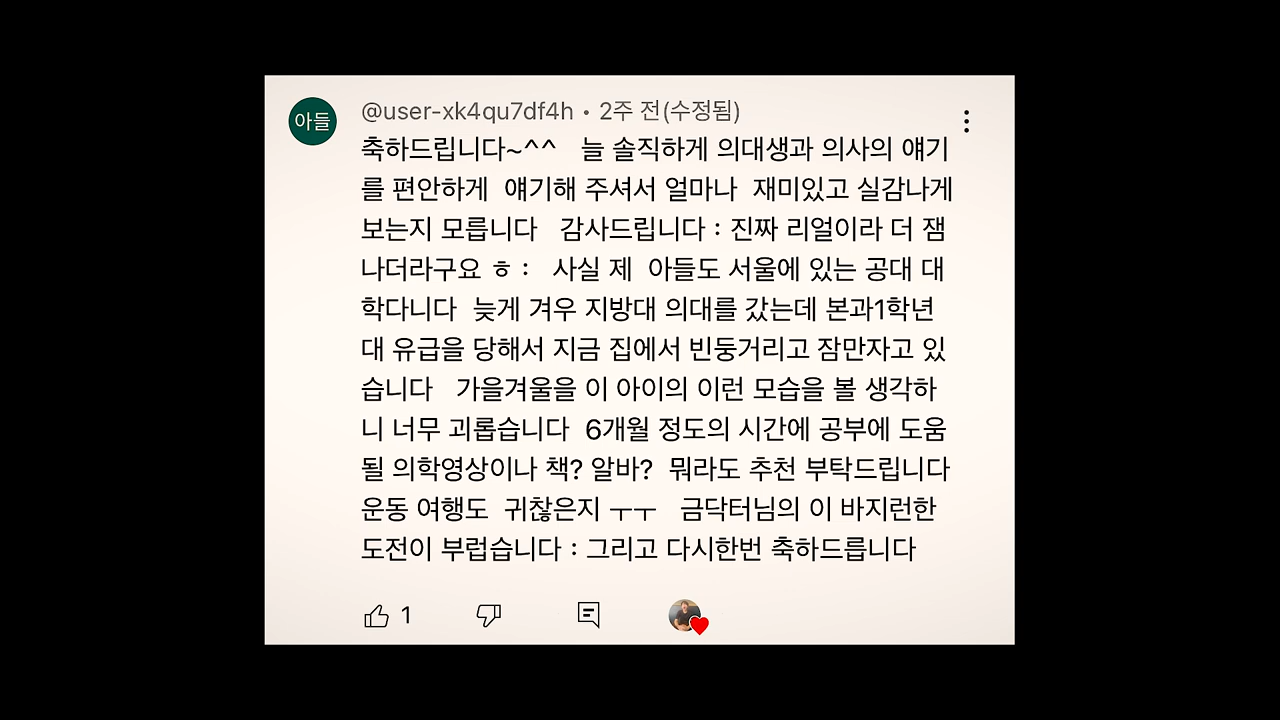 아들
@user-xk4qu7df4h • 2주 전(수정됨)
축하드립니다~^^ 늘 솔직하게 의대생과 의사의 얘기
를 편안하게 얘기해 주셔서 얼마나 재미있고 실감나게
보는지 모릅니다 감사드립니다 : 진짜 리얼이라 더 잼
나더라구요 ㅎ : 사실 제 아들도 서울에 있는 공대 대
학다니다 늦게 겨우 지방대 의대를 갔는데 본과1학년
대 유급을 당해서 지금 집에서 빈둥거리고 잠만자고 있
습니다 가을겨울을 이 아이의 이런 모습을 볼 생각하
니 너무 괴롭습니다 6개월 정도의 시간에 공부에 도움
될 의학영상이나 책? 알바? 뭐라도 추천 부탁드립니다
운동 여행도 귀찮은지 ㅜㅜ 금닥터님의 이 바지런한
도전이 부럽습니다 : 그리고 다시한번 축하드릅니다
1